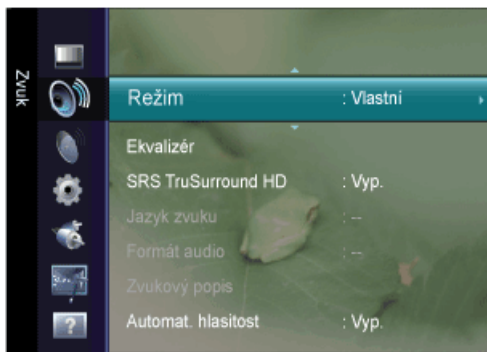 Zvuk
Režim : Vlastní
Ekvalizér
SRS TruSurround HD : Vyp.
Jazyk zvuku : --
Formát audio : --
Zvukový popis
Automat. hlasitost : Vyp.
?